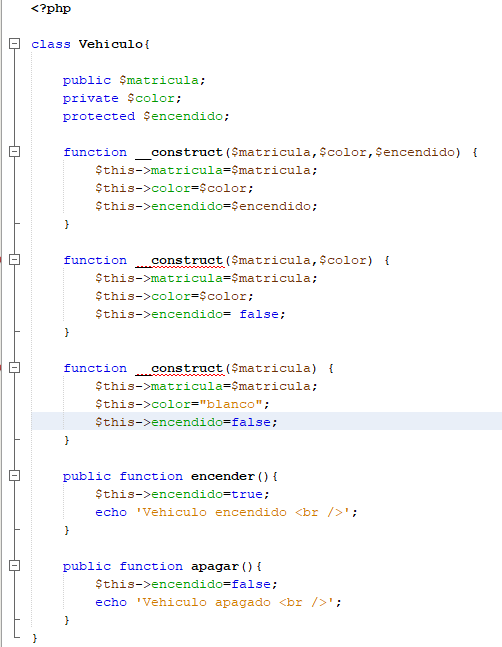 <?php
class Vehiculo{
public $matricula;
private $color;
protected $encendido;
function __construct($matricula,$color,$encendido) {
$this->matricula=$matricula;
$this->color=$color;
$this->encendido=$encendido;
}
function __construct($matricula,$color) {
$this->matricula=$matricula;
$this->color=$color;
$this->encendido= false;
}
function __construct($matricula) {
$this->matricula=$matricula;
$this->color="blanco";
$this->encendido=false;
}
public function encender(){
$this->encendido=true;
echo 'Vehiculo encendido <br />';
}
public function apagar(){
$this->encendido=false;
echo 'Vehiculo apagado <br />';
}
}